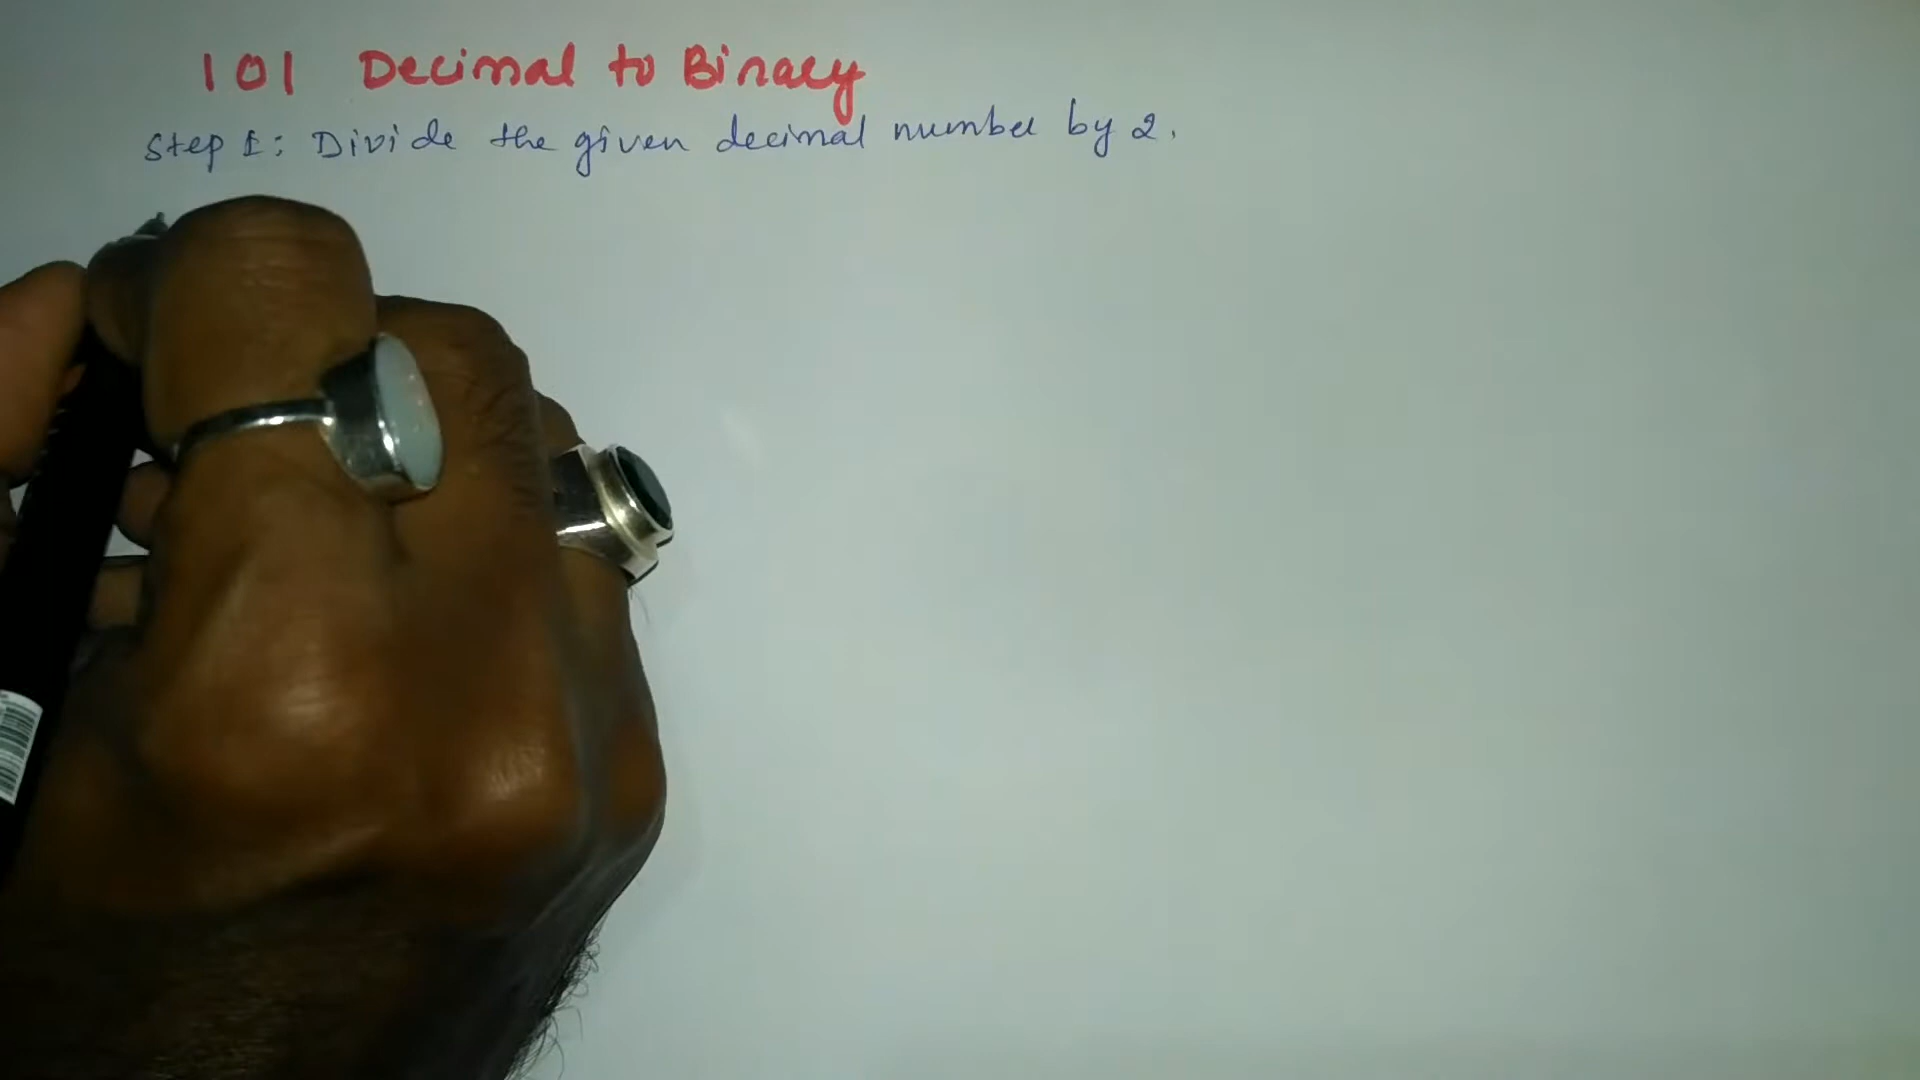 101 Decimal to Binary
Step 1: Divide the given decimal number by 2.